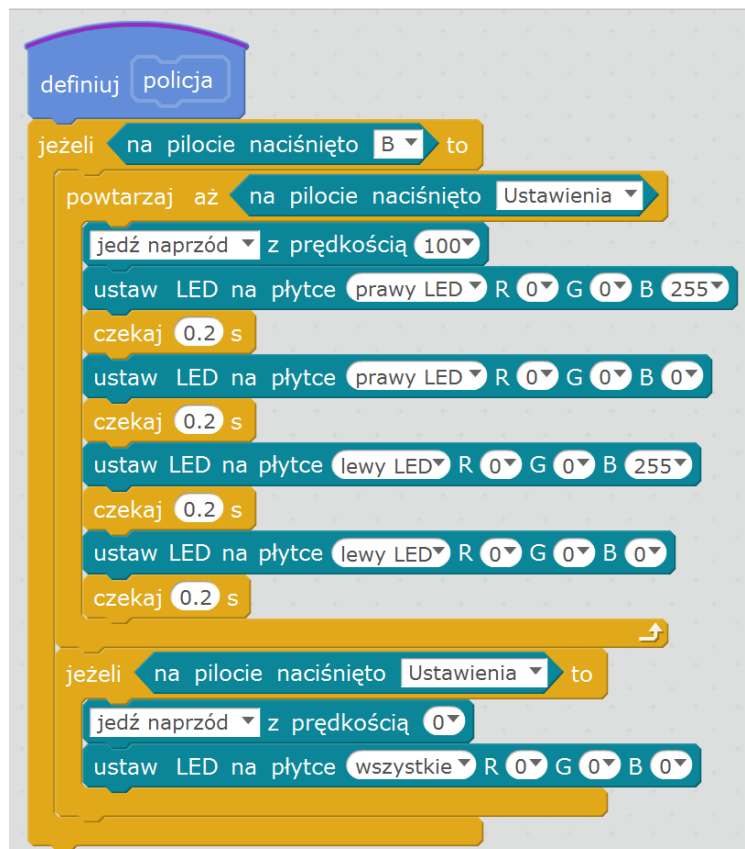 definiuj policja
jeżeli na pilocie naciśnięto B to
powtarzaj aż na pilocie naciśnięto Ustawienia
jedź naprzód z prędkością 100
ustaw LED na płytce prawy LED R 0 G 0 B 255
czekaj 0.2 s
ustaw LED na płytce prawy LED R 0 G 0 B 0
czekaj 0.2 s
ustaw LED na płytce lewy LED R 0 G 0 B 255
czekaj 0.2 s
ustaw LED na płytce lewy LED R 0 G 0 B 0
czekaj 0.2 s
jeżeli na pilocie naciśnięto Ustawienia to
jedź naprzód z prędkością 0
ustaw LED na płytce wszystkie R 0 G 0 B 0